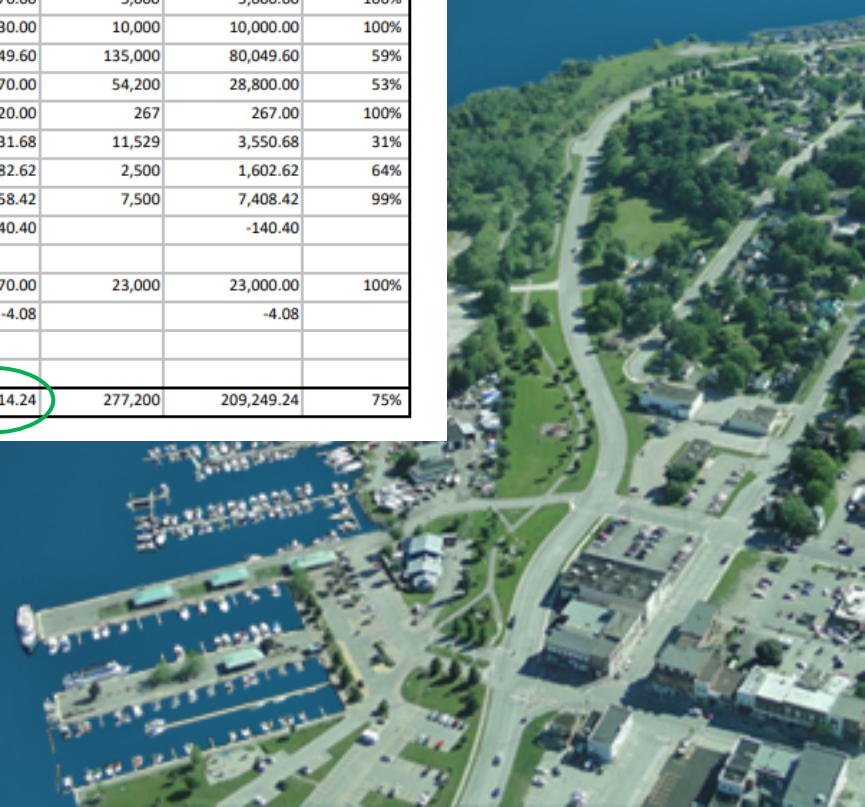 30.00 10,000 10,000.00 100%
49.60 135,000 80,049.60 59%
70.00 54,200 28,800.00 53%
20.00 267 267.00 100%
31.68 11,529 3,550.68 31%
82.62 2,500 1,602.62 64%
58.42 7,500 7,408.42 99%
40.40 -140.40
70.00 23,000 23,000.00 100%
-4.08 -4.08
14.24 277,200 209,249.24 75%